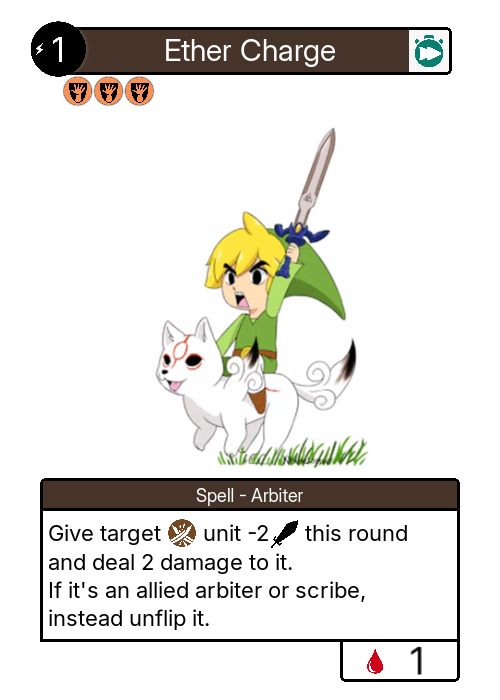 1
Ether Charge
Spell - Arbiter
Give target unit -2 this round
and deal 2 damage to it.
If it's an allied arbiter or scribe,
instead unflip it.
1